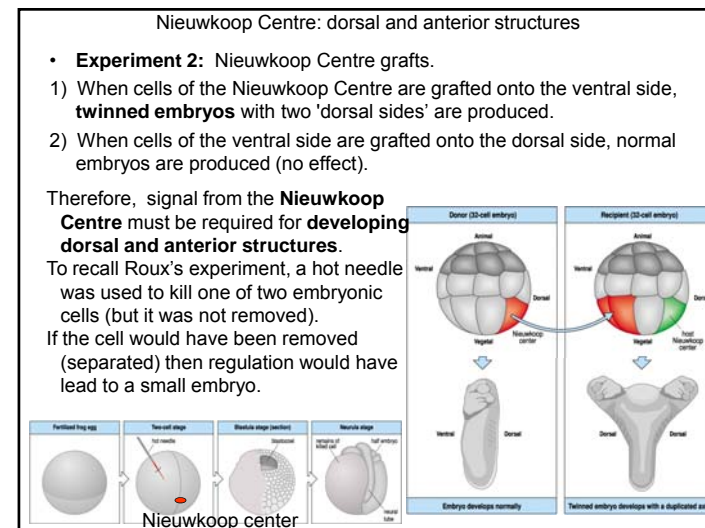 Nieuwkoop Centre: dorsal and anterior structures
• Experiment 2: Nieuwkoop Centre grafts.
1) When cells of the Nieuwkoop Centre are grafted onto the ventral side,
twinned embryos with two 'dorsal sides’ are produced.
2) When cells of the ventral side are grafted onto the dorsal side, normal
embryos are produced (no effect).
Therefore, signal from the Nieuwkoop
Centre must be required for developing
dorsal and anterior structures.
To recall Roux’s experiment, a hot needle
was used to kill one of two embryonic
cells (but it was not removed).
If the cell would have been removed
(separated) then regulation would have
lead to a small embryo.
Donor (32-cell embryo)
Animal
Ventral
Dorsal
Vegetal
Nieuwkoop
center
Ventral
Dorsal
Embryo develops normally
Recipient (32-cell embryo)
Animal
Ventral
Dorsal
Vegetal
host
Nieuwkoop
center
Dorsal
Dorsal
Twinned embryo develops with a duplicated
Fertilized frog egg
Two-cell stage
hot needle
Blastula stage (section)
blastocoel
Neurula stage
remains of
killed cell
half embryo
neural
tube
Nieuwkoop center